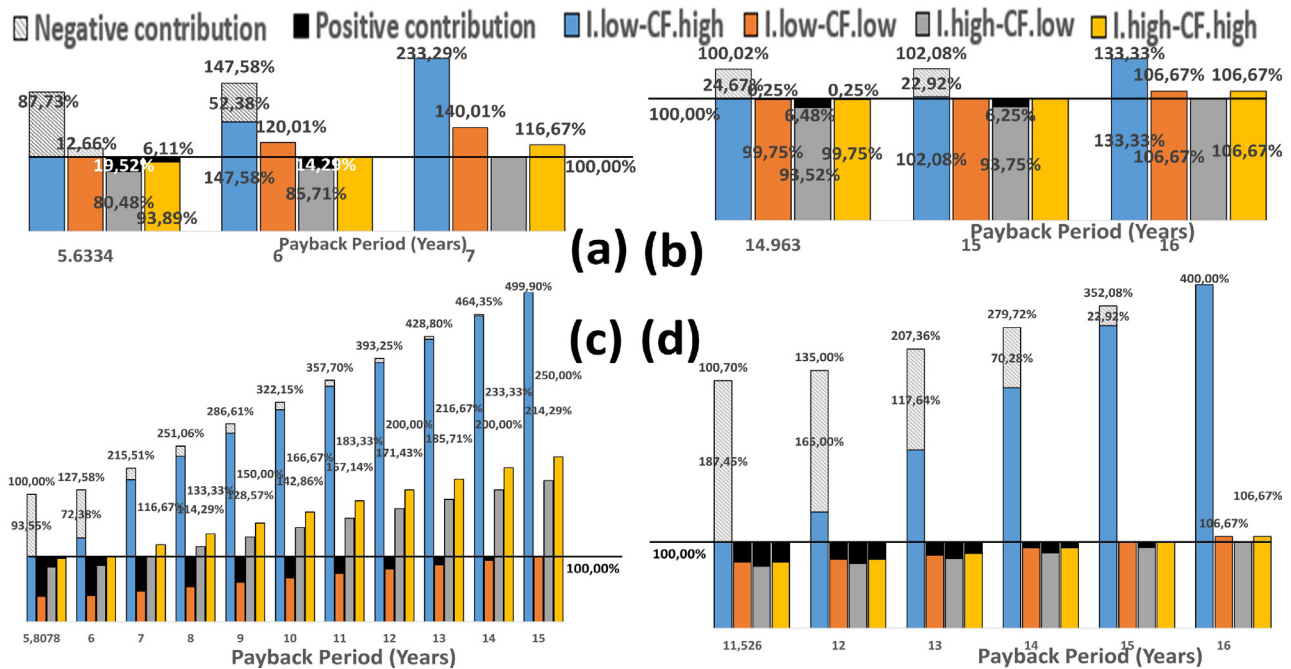 Negative contribution Positive contribution I.low-CF.high I.low-CF.low I.high-CF.low I.high-CF.high
87,73% 12,66% 19,52% 6,11%
80,48% 93,89%
147,58% 52,38% 120,01% 14,29%
147,58% 85,71%
233,29% 140,01% 116,67%
100,00%
5.6334 6 7
Payback Period (Years)
(a)
100,02% 24,67% 0,25% 6,48% 0,25%
100,00%
99,75% 93,52% 99,75%
102,08% 22,92% 6,25%
102,08% 93,75%
133,33% 106,67% 106,67%
133,33% 106,67% 106,67%
14.963 15 16
Payback Period (Years)
(b)
(c)
100,00% 127,58% 215,51% 251,06% 286,61% 322,15% 357,70% 393,25% 428,80% 464,35% 499,90%
93,55% 72,38%
116,67% 133,33% 150,00% 166,67% 183,33% 200,00% 216,67% 233,33% 250,00%
114,29% 128,57% 142,86% 157,14% 171,43% 185,71% 200,00% 214,29%
100,00%
5,8078 6 7 8 9 10 11 12 13 14 15
Payback Period (Years)
(d)
100,70% 135,00% 207,36% 279,72% 352,08% 400,00%
187,45% 165,00% 117,64% 70,28% 22,92%
106,67% 106,67%
100,00%
11,526 12 13 14 15 16
Payback Period (Years)